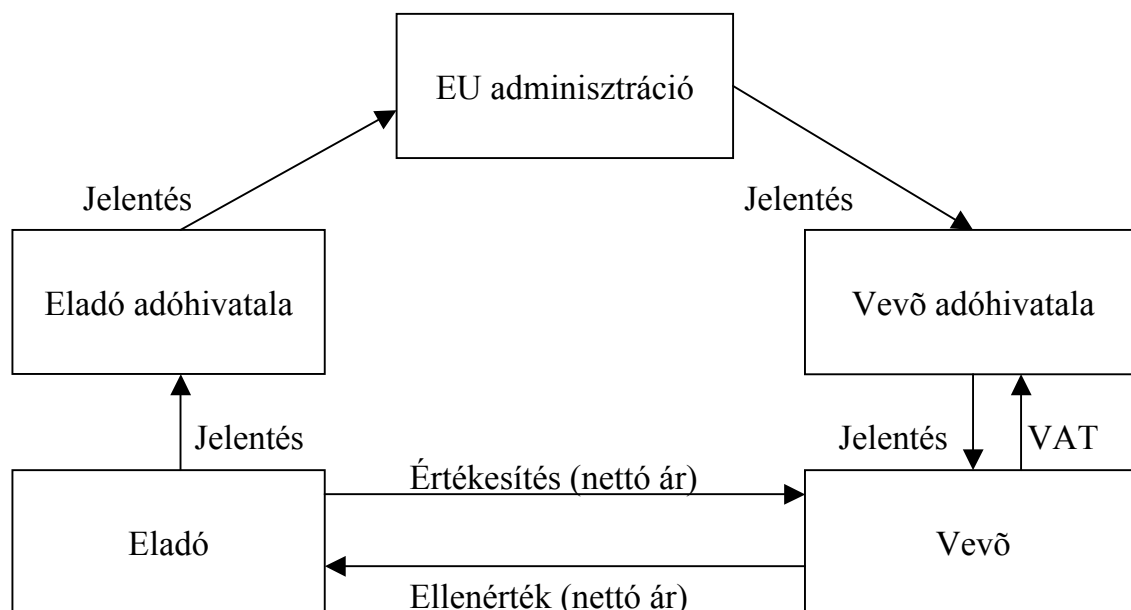 EU adminisztráció
Jelentés
Jelentés
Eladó adóhivatala
Vevõ adóhivatala
Jelentés
Jelentés
VAT
Értékesítés (nettó ár)
Eladó
Vevõ
Ellenérték (nettó ár)